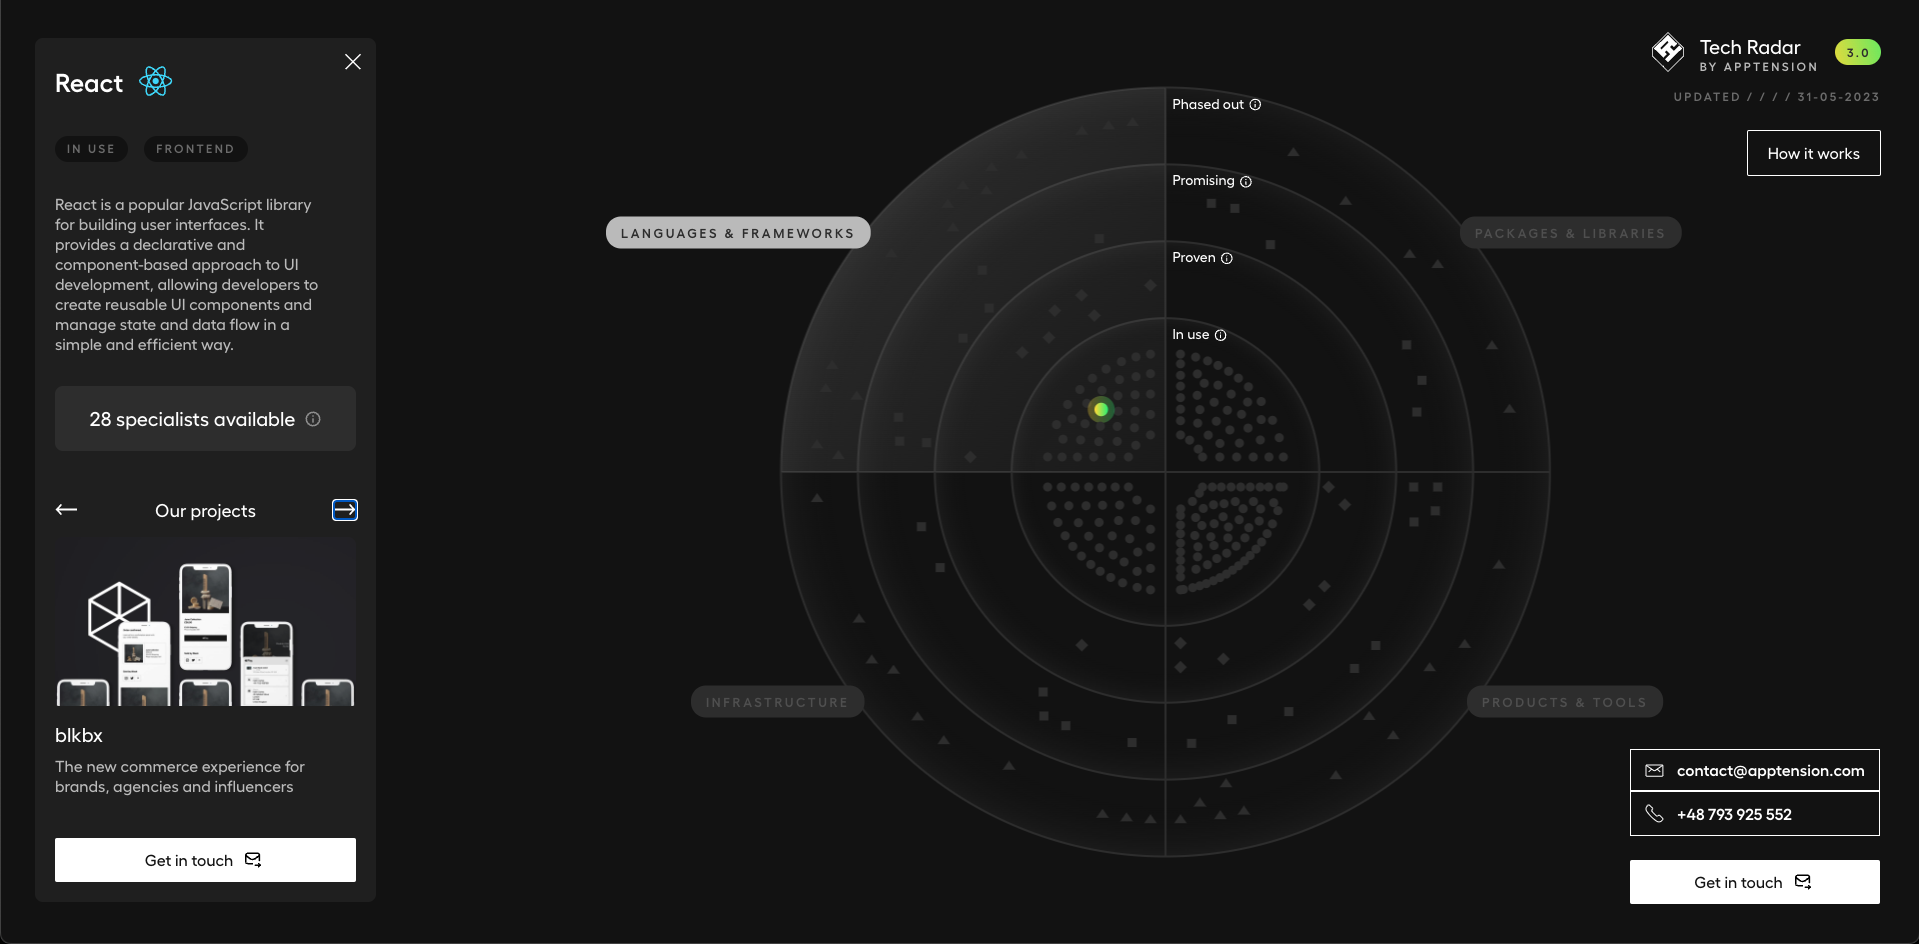 React
IN USE
FRONTEND
React is a popular JavaScript library
for building user interfaces. It
provides a declarative and
component-based approach to UI
development, allowing developers to
create reusable UI components and
manage state and data flow in a
simple and efficient way.
28 specialists available
Our projects
blkbx
The new commerce experience for
brands, agencies and influencers
Get in touch
LANGUAGES & FRAMEWORKS
INFRASTRUCTURE
Phased out
Promising
Proven
In use
PACKAGES & LIBRARIES
PRODUCTS & TOOLS
Tech Radar
BY APPTENSION
3.0
UPDATED / / / / 31-05-2023
How it works
contact@apptension.com
+48 793 925 552
Get in touch